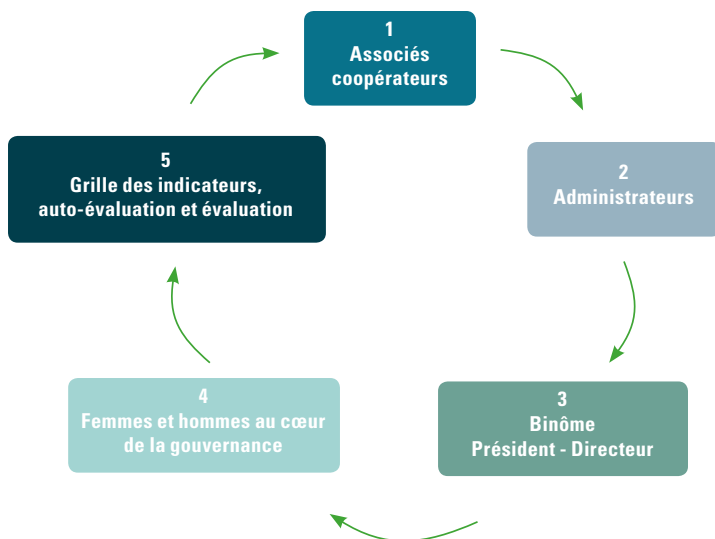 1
Associés
coopérateurs
2
Administrateurs
3
Binôme
Président - Directeur
4
Femmes et hommes au cœur
de la gouvernance
5
Grille des indicateurs,
auto-évaluation et évaluation